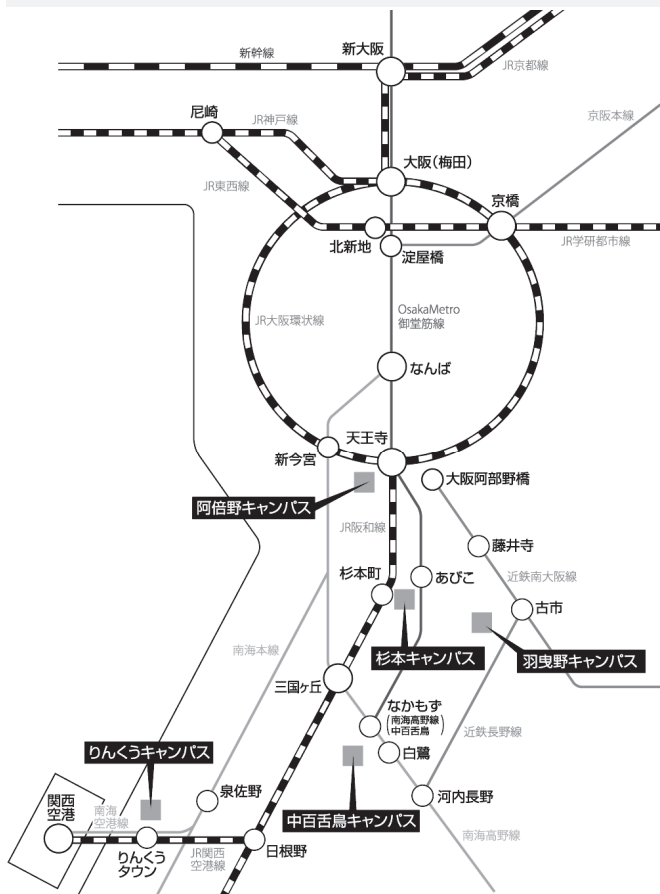 新大阪
新幹線
JR京都線
尼崎
JR神戸線
京阪本線
大阪(梅田)
JR東西線
京橋
北新地
淀屋橋
JR学研都市線
OsakaMetro
御堂筋線
JR大阪環状線
なんば
天王寺
新今宮
大阪阿部野橋
阿倍野キャンパス
JR阪和線
藤井寺
杉本町
あびこ
近鉄南大阪線
古市
南海本線
杉本キャンパス
羽曳野キャンパス
三国ヶ丘
なかもず
(南海高野線
中百舌鳥)
近鉄長野線
りんくうキャンパス
白鷺
関西
空港
南海
空港線
泉佐野
河内長野
中百舌鳥キャンパス
りんくう
タウン
JR関西
空港線
日根野
南海高野線